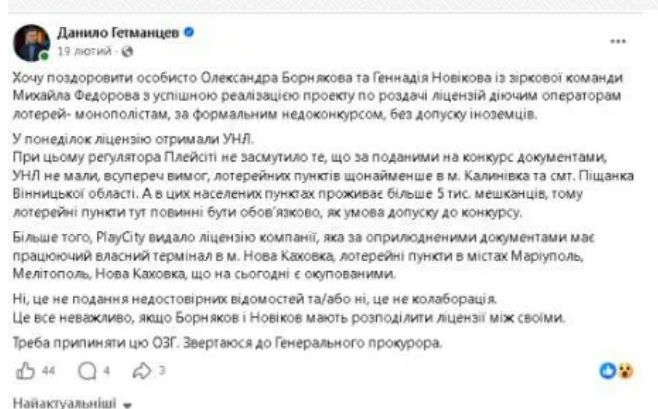 Данило Гетманцев
19 лютий
Хочу поздоровити особисто Олександра Борнякова та Геннадія Новікова із зіркової команди
Михайла Федорова з успішною реалізацією проекту по роздачі ліцензій діючим операторам
лотерей- монополістам, за формальним недоконкурсом, без допуску іноземців.
У понеділок ліцензію отримали УНЛ.
При цьому регулятора Плейсіті не засмутило те, що за поданими на конкурс документами,
УНЛ не мали, всупереч вимог, лотерейних пунктів щонайменше в м. Калинівка та смт. Піщанка
Вінницької області. А в цих населених пунктах проживає більше 5 тис. мешканців, тому
лотерейні пункти тут повинні бути обов'язково, як умова допуску до конкурсу.
Більше того, PlayCity видало ліцензію компанії, яка за оприлюдненими документами має
працюючий власний термінал в м. Нова Каховка, лотерейні пункти в містах Маріуполь,
Мелітополь, Нова Каховка, що на сьогодні є окупованими.
Ні, це не подання недостовірних відомостей та/або ні, це не колаборація.
Це все неважливо, якщо Борняков і Новіков мають розподілити ліцензії між своїми.
Треба припиняти цю ОЗГ. Звертаюся до Генерального прокурора.
44 4 3
Найактуальніші